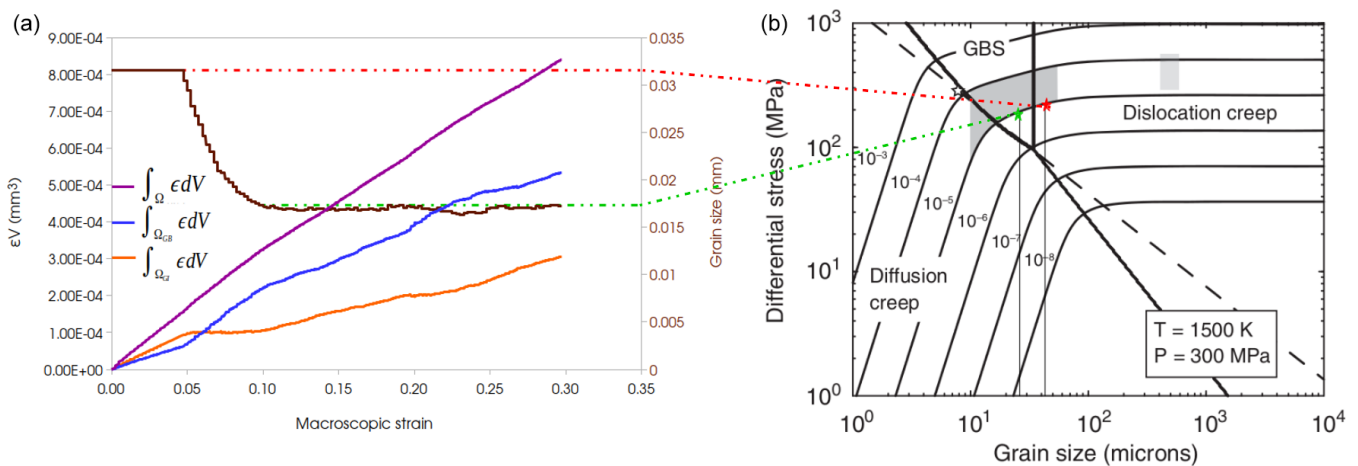 (a)
9.00E-04
8.00E-04
7.00E-04
6.00E-04
5.00E-04
4.00E-04
3.00E-04
2.00E-04
1.00E-04
0.00E+00
εV (mm³)
∫Ω ϵdV
∫ΩGB ϵdV
∫ΩCg ϵdV
0.00
0.05
0.10
0.15
0.20
0.25
0.30
0.35
Macroscopic strain
0.035
0.03
0.025
0.02
0.015
0.01
0.005
0
Grain size (mm)
(b)
10³
10²
10¹
10⁰
Differential stress (MPa)
GBS
Dislocation creep
10⁻³
10⁻⁴
10⁻⁵
10⁻⁶
10⁻⁷
10⁻⁸
Diffusion
creep
T = 1500 K
P = 300 MPa
10⁰
10¹
10²
10³
10⁴
Grain size (microns)